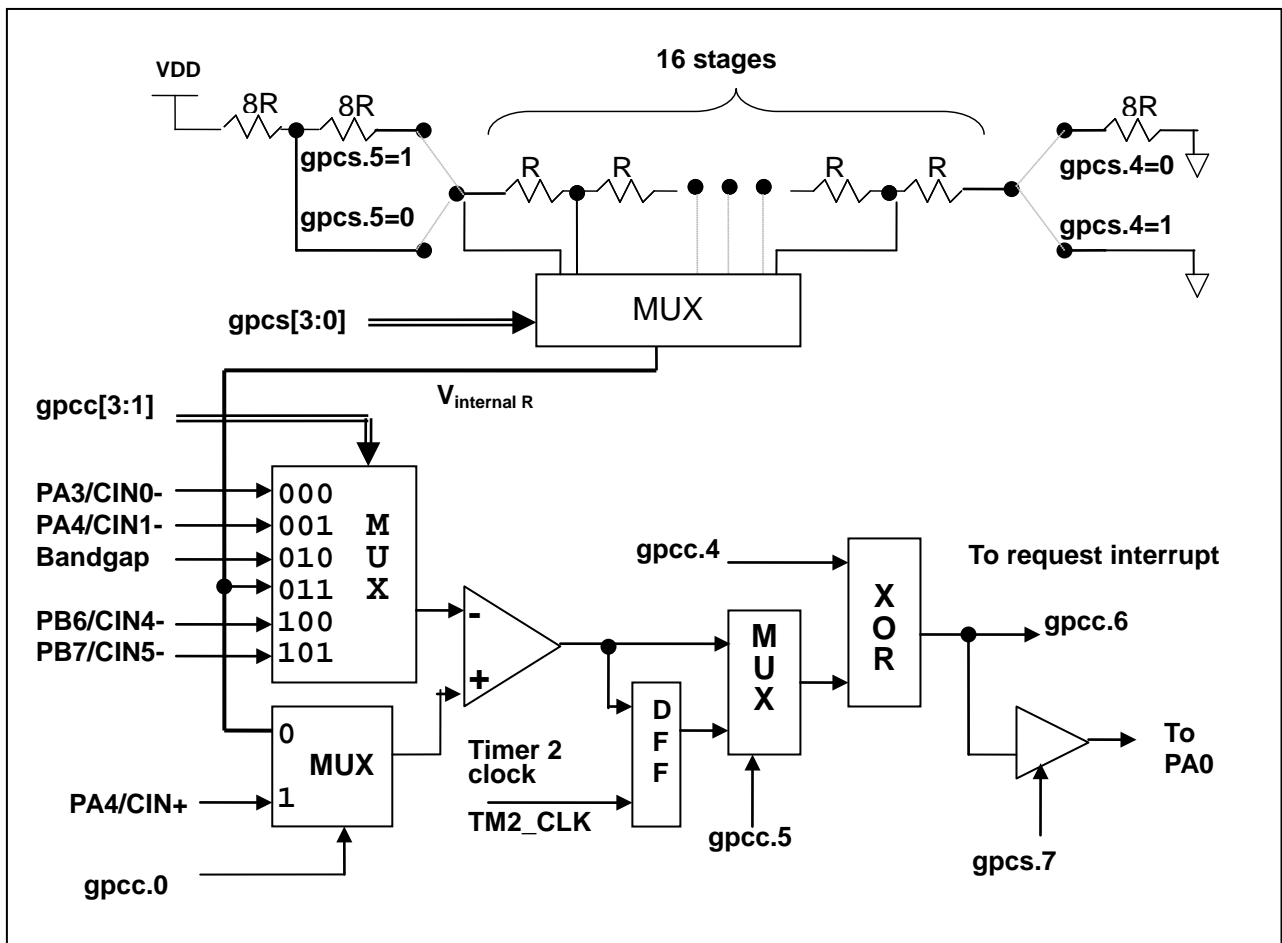 16 stages
VDD
8R
8R
8R
gpcs.5=1
R
R
R
R
gpcs.4=0
gpcs.5=0
gpcs.4=1
MUX
gpcs[3:0]
V internal R
gpcc[3:1]
PA3/CIN0-
000
PA4/CIN1-
001
Bandgap
010
011
PB6/CIN4-
100
PB7/CIN5-
101
M
U
X
-
+
gpcc.4
To request interrupt
X
O
R
gpcc.6
M
U
X
D
F
F
0
MUX
1
PA4/CIN+
gpcc.0
Timer 2
clock
TM2_CLK
gpcc.5
To
PA0
gpcs.7